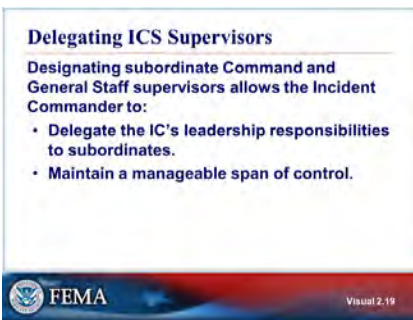 Delegating ICS Supervisors
Designating subordinate Command and
General Staff supervisors allows the Incident
Commander to:
• Delegate the IC's leadership responsibilities
to subordinates.
• Maintain a manageable span of control.
FEMA
Visual 2.19